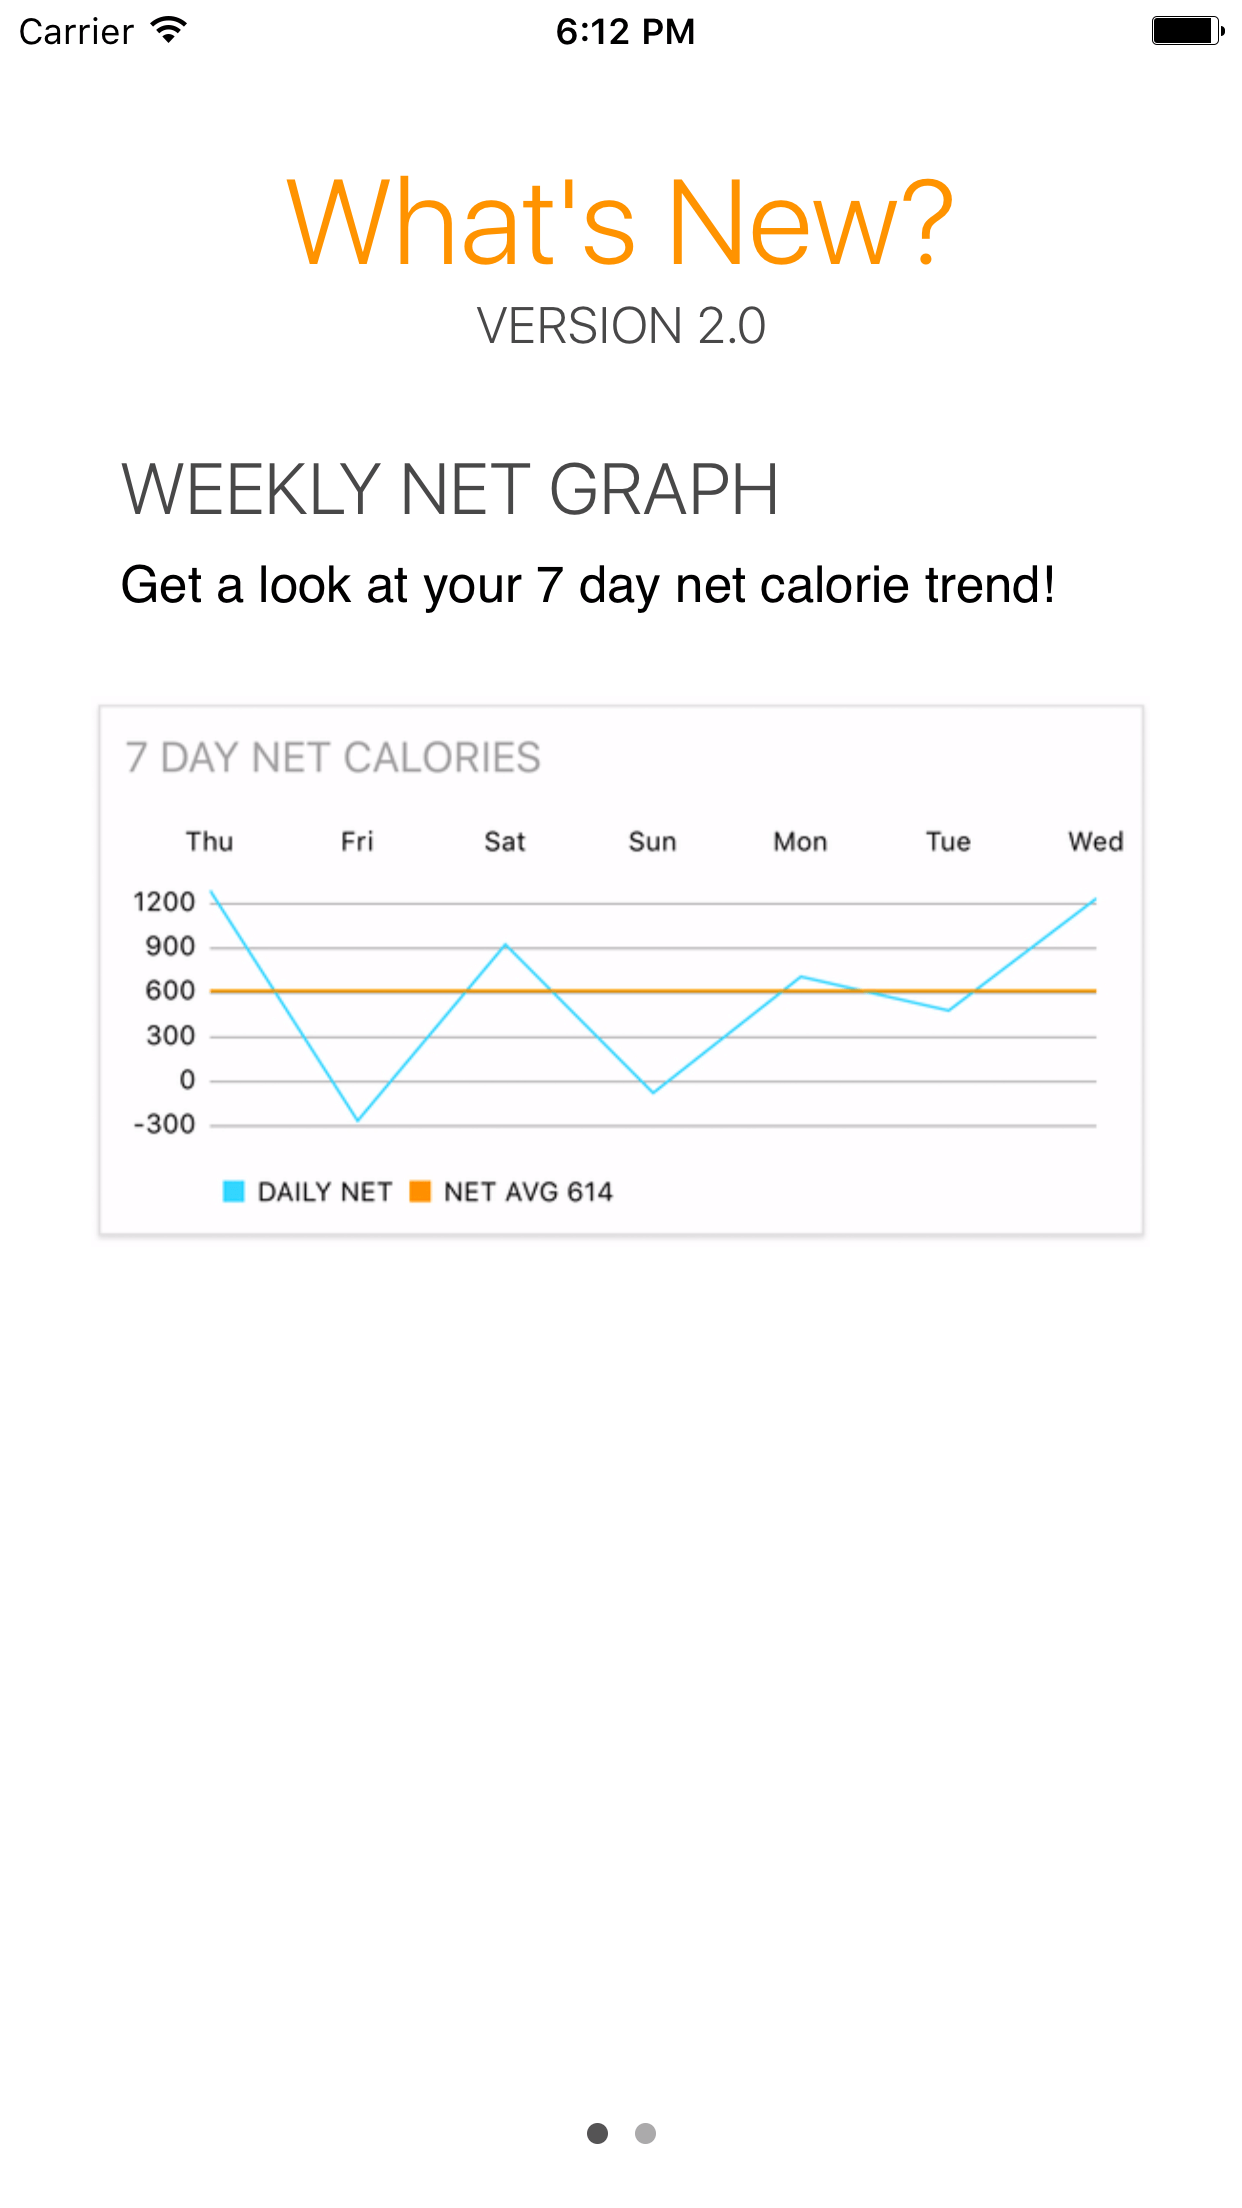 Carrier 6:12 PM
What's New?
VERSION 2.0
WEEKLY NET GRAPH
Get a look at your 7 day net calorie trend!
7 DAY NET CALORIES
Thu Fri Sat Sun Mon Tue Wed
1200
900
600
300
0
-300
DAILY NET NET AVG 614